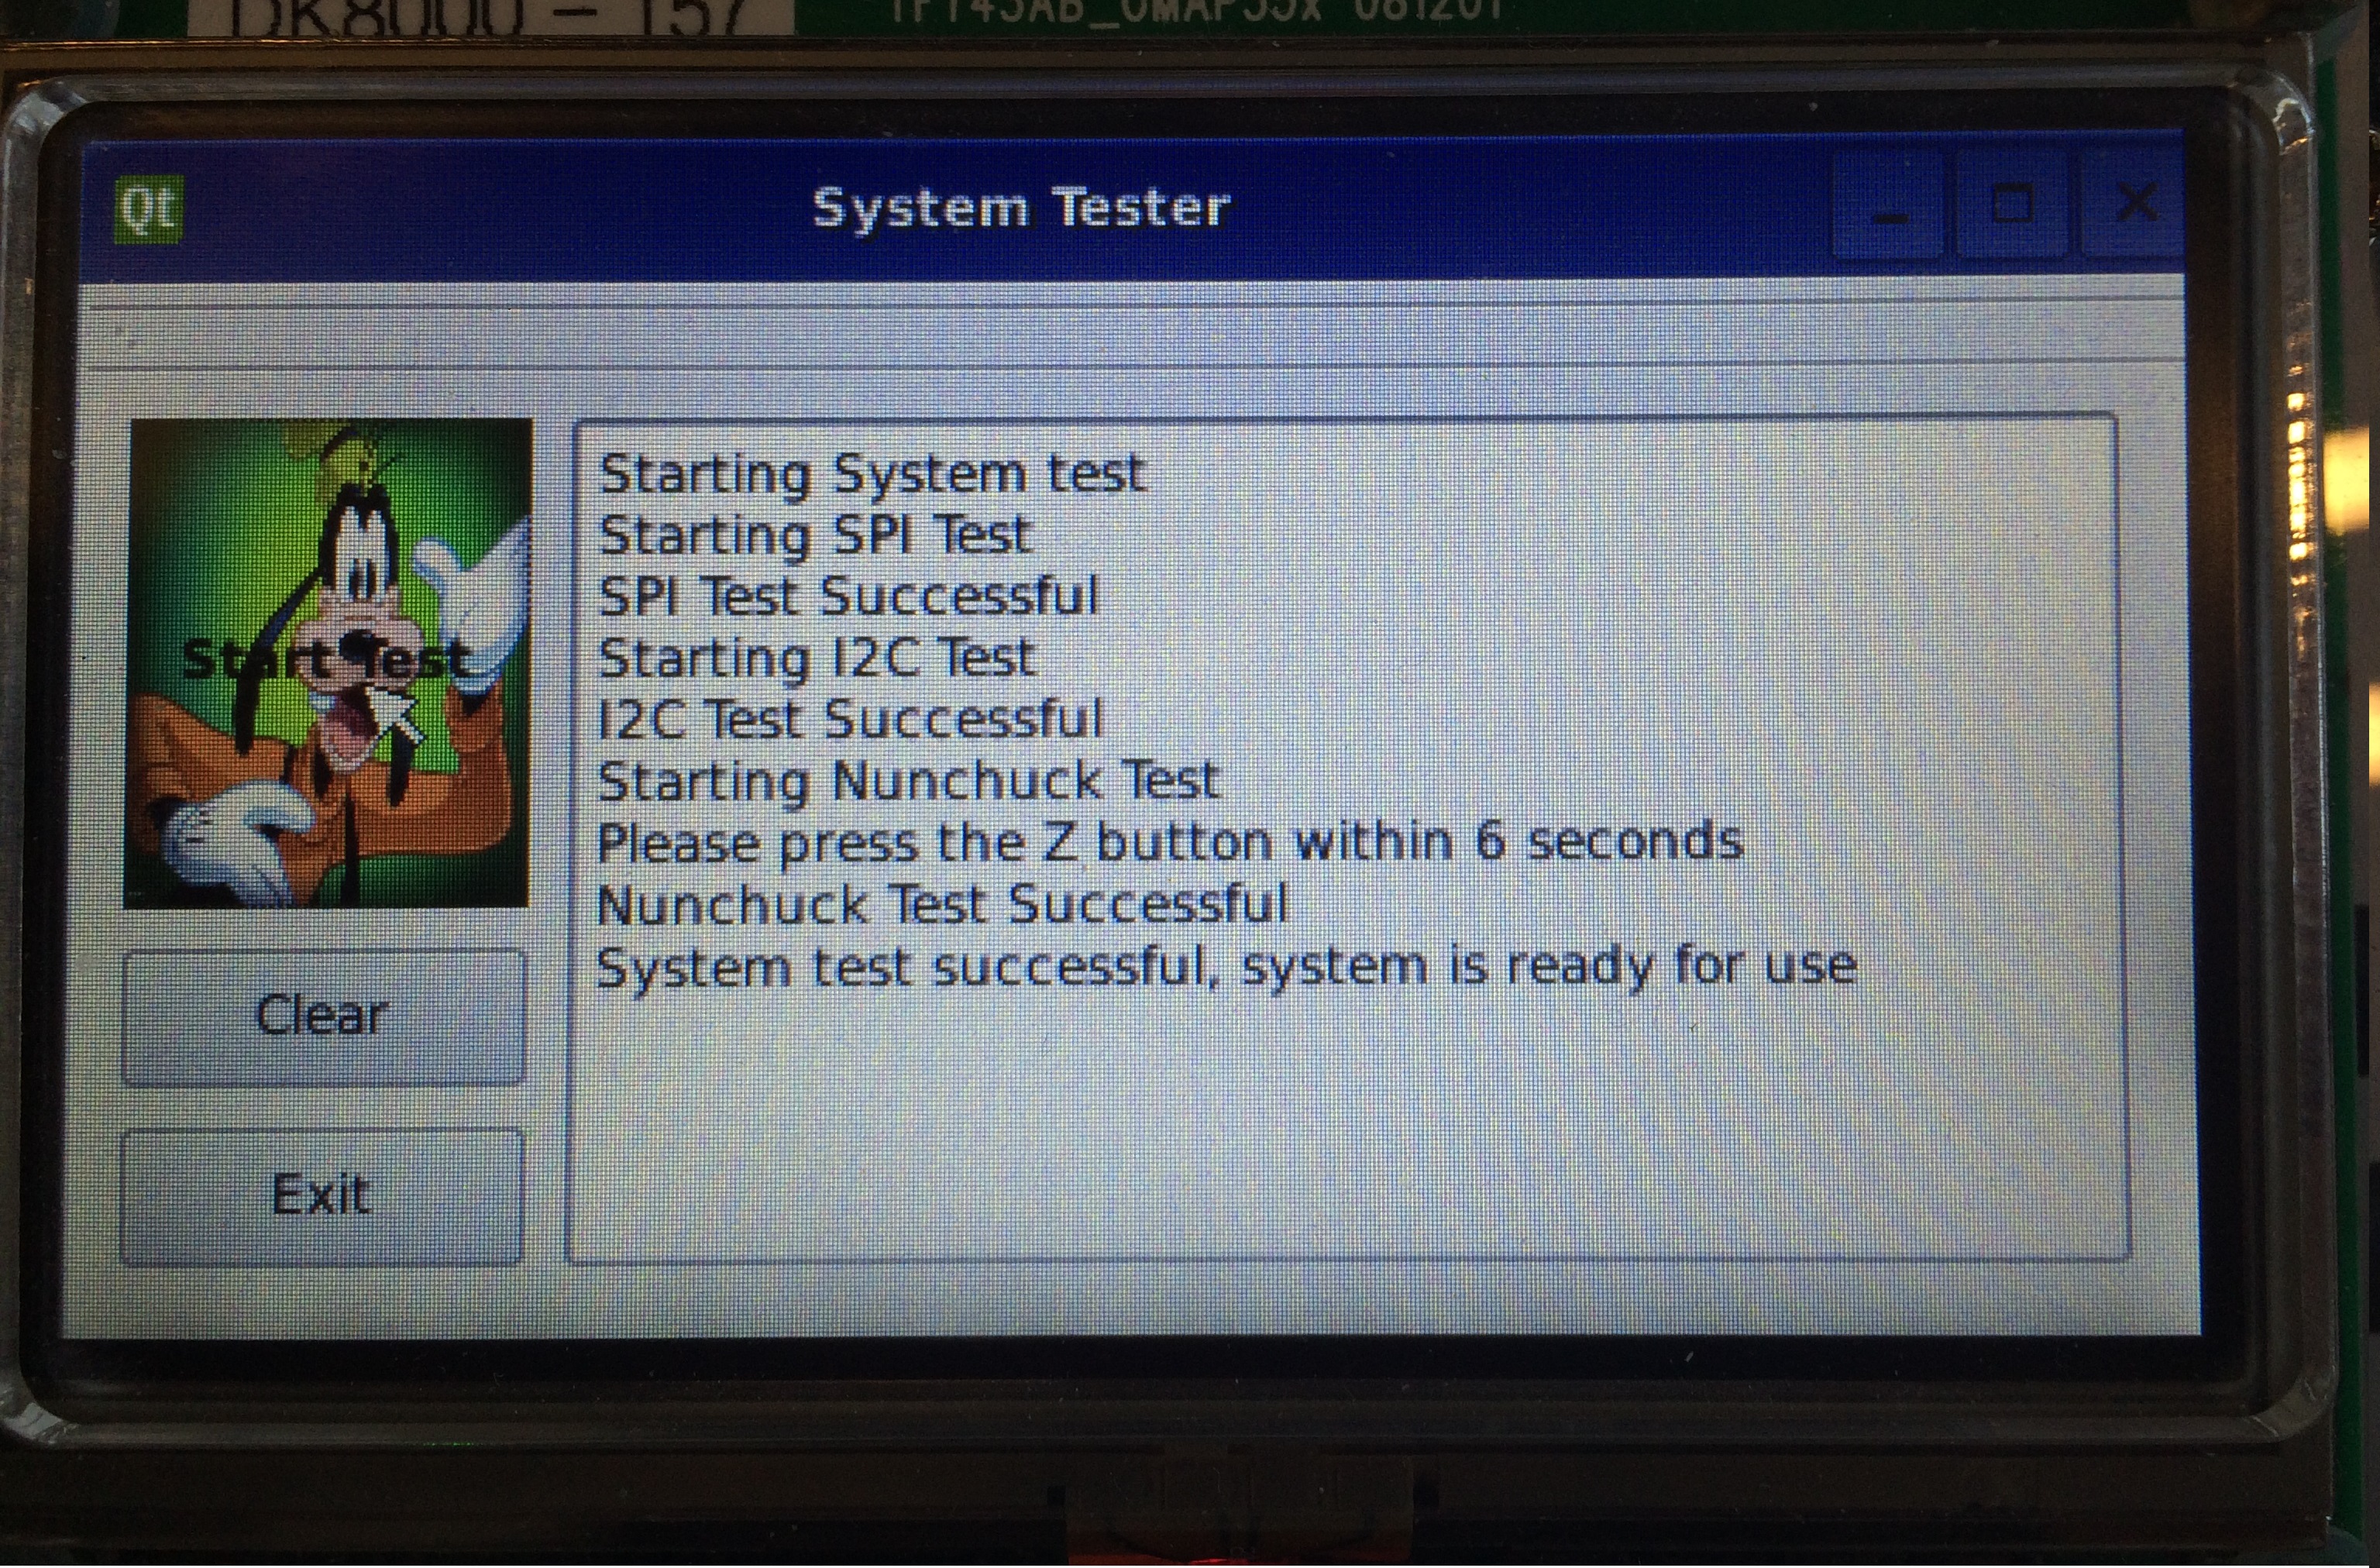 DK8000 - 157
Qt
System Tester
Start Test
Starting System test
Starting SPI Test
SPI Test Successful
Starting I2C Test
I2C Test Successful
Starting Nunchuck Test
Please press the Z button within 6 seconds
Nunchuck Test Successful
System test successful, system is ready for use
Clear
Exit